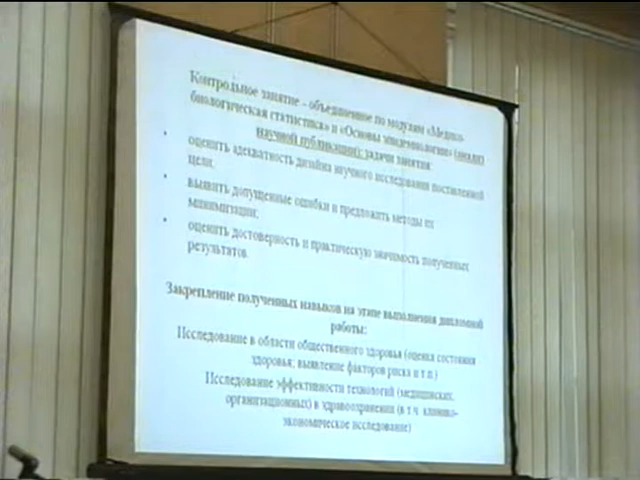 Контрольное занятие - объединенное по модулям «Медико-
биологическая статистика» и «Основы эпидемиологии» (анализ
научной публикации): задачи занятия:
• оценить адекватность дизайна научного исследования поставленной
цели;
• выявить допущенные ошибки и предложить методы их
минимизации;
• оценить достоверность и практическую значимость полученных
результатов.
Закрепление полученных навыков на этапе выполнения дипломной
работы:
Исследование в области общественного здоровья (оценка состояния
здоровья; выявление факторов риска и т.п.)
Исследование эффективности технологий (медицинских,
организационных) в здравоохранении (в т.ч. клинико-
экономическое исследование)